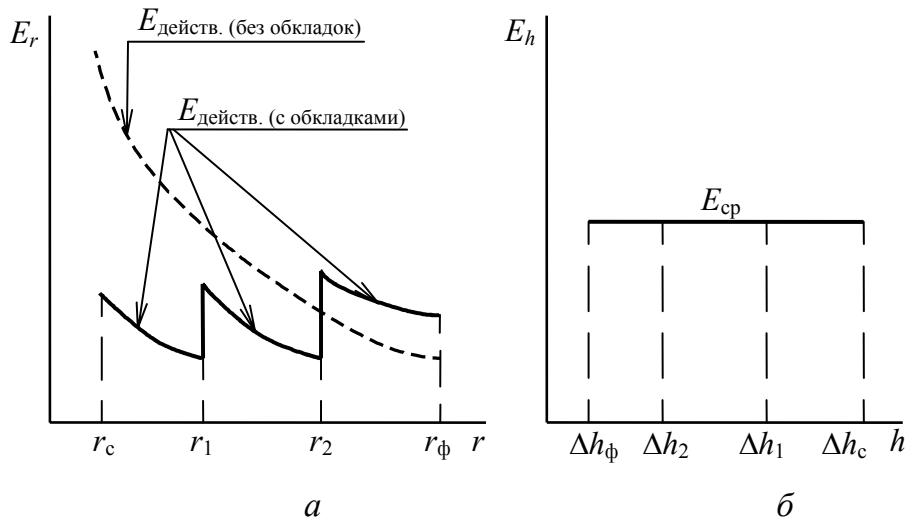 E_r
E_действ. (без обкладок)
E_действ. (с обкладками)
r_с r_1 r_2 r_ф r
а
E_h
E_ср
Δh_ф Δh_2 Δh_1 Δh_с h
б